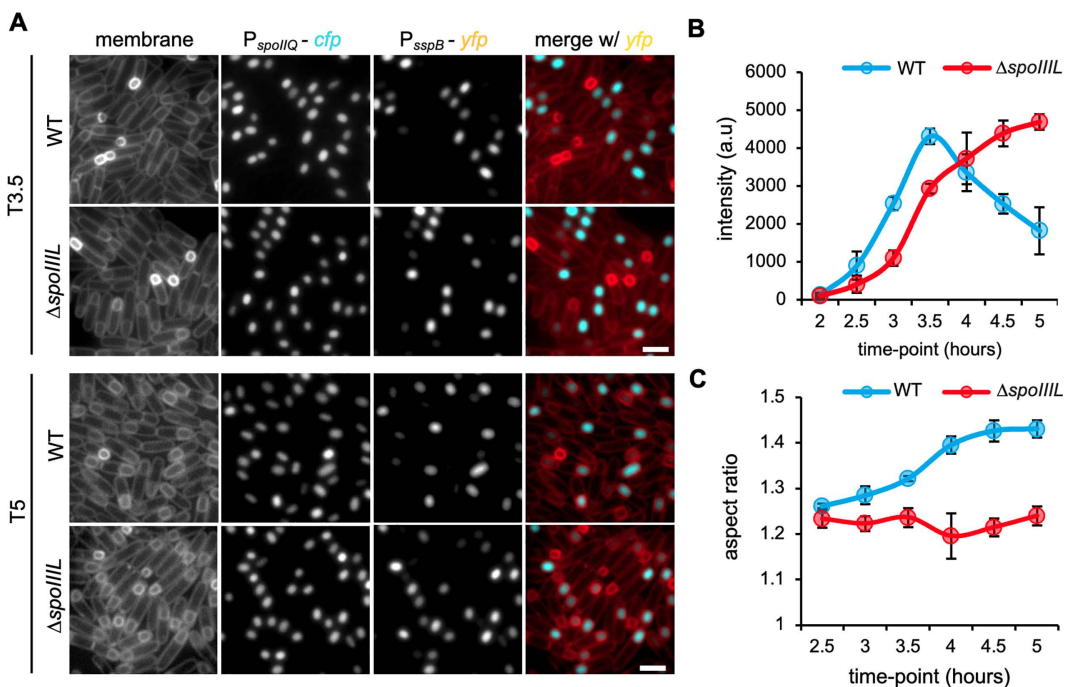 A
membrane
PspoIIQ - cfp
PsspB - yfp
merge w/ yfp
T3.5
WT
ΔspoIIIL
T5
WT
ΔspoIIIL
B
WT
ΔspoIIIL
intensity (a.u)
6000
5000
4000
3000
2000
1000
0
2 2.5 3 3.5 4 4.5 5
time-point (hours)
C
WT
ΔspoIIIL
aspect ratio
1.5
1.4
1.3
1.2
1.1
1
2.5 3 3.5 4 4.5 5
time-point (hours)